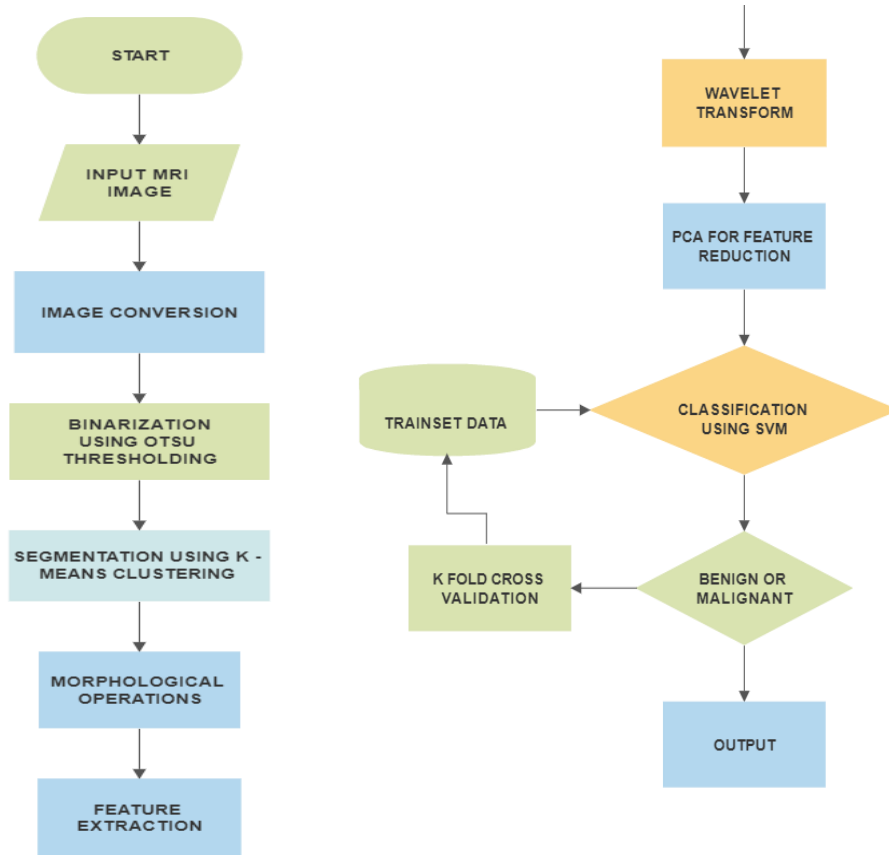 START
INPUT MRI
IMAGE
IMAGE CONVERSION
BINARIZATION
USING OTSU
THRESHOLDING
SEGMENTATION USING K -
MEANS CLUSTERING
MORPHOLOGICAL
OPERATIONS
FEATURE
EXTRACTION
WAVELET
TRANSFORM
PCA FOR FEATURE
REDUCTION
CLASSIFICATION
USING SVM
TRAINSET DATA
K FOLD CROSS
VALIDATION
BENIGN OR
MALIGNANT
OUTPUT